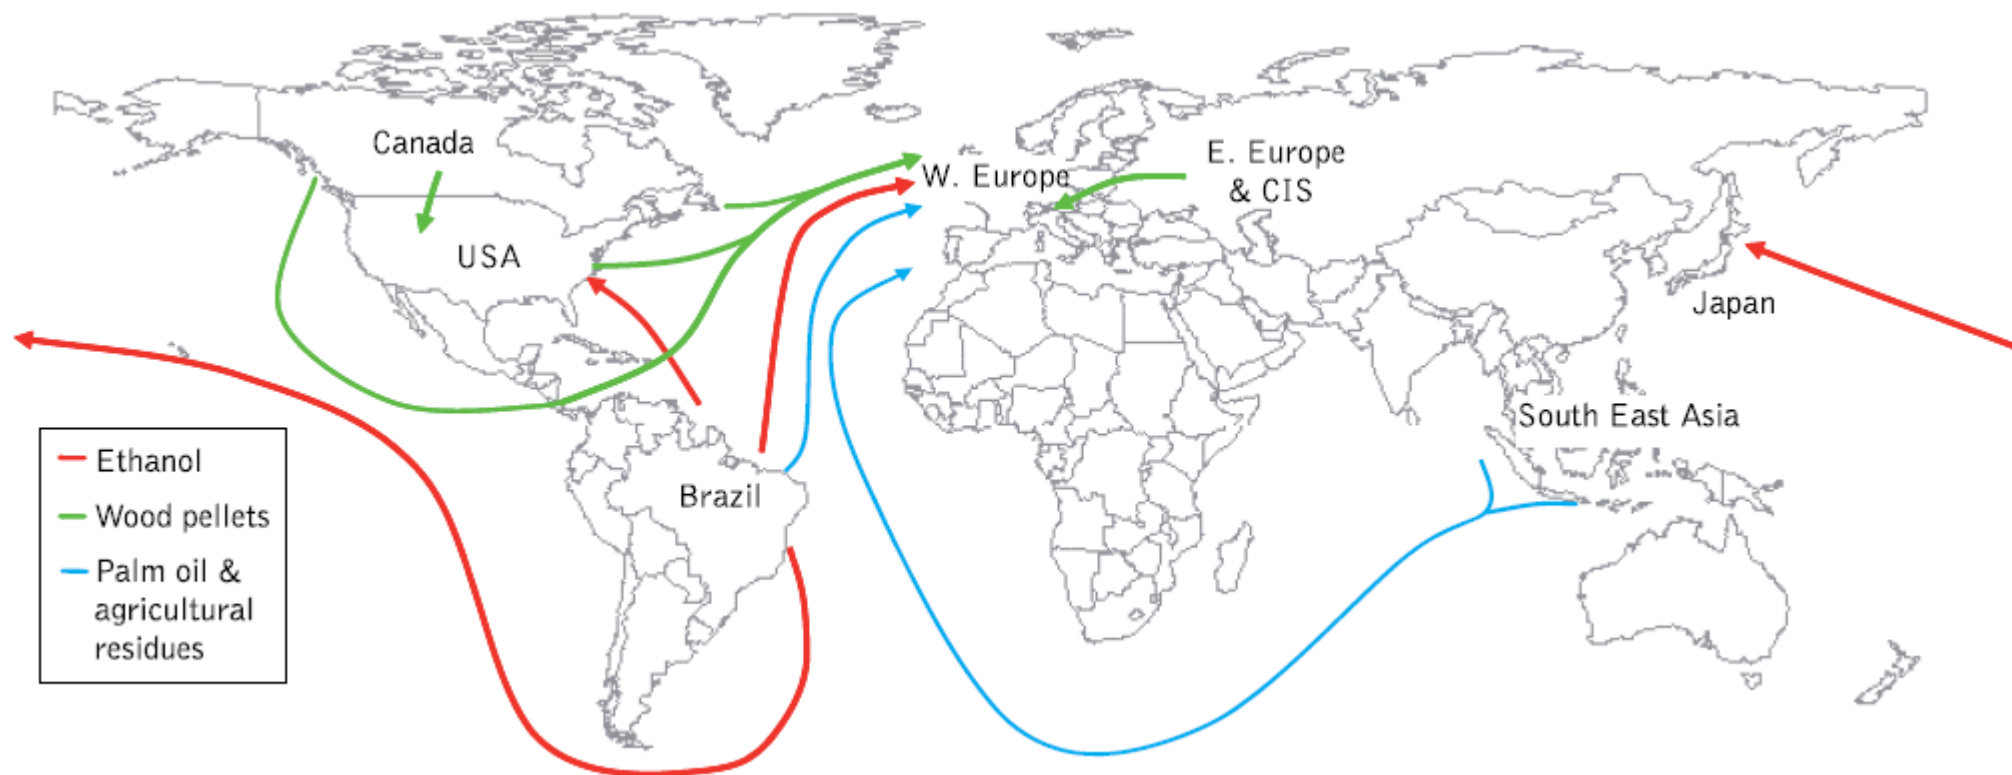 Canada
E. Europe
& CIS
W. Europe
USA
Japan
South East Asia
Brazil
Ethanol
Wood pellets
Palm oil &
agricultural
residues